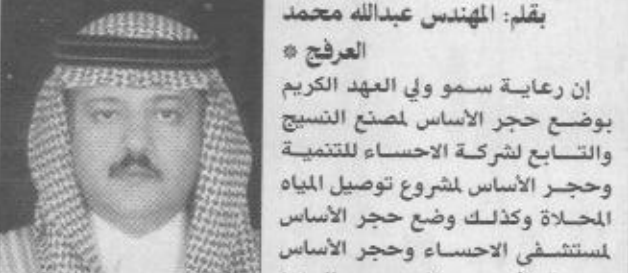 بقلم: المهندس عبدالله محمد
العرفج *
إن رعاية سمو ولي العهد الكريم
بوضع حجر الأساس لمصنع النسيج
والتابع لشركة الاحساء للتنمية
وحجر الأساس لمشروع توصيل المياه
المحلاة وكذلك وضع حجر الأساس
لمستشفى الاحساء وحجر الأساس